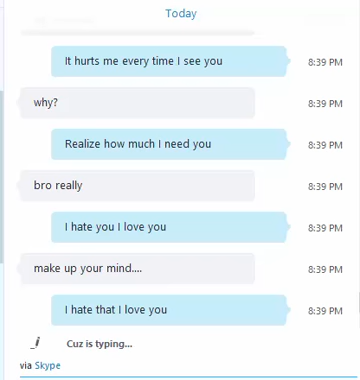 Today
It hurts me every time I see you
8:39 PM
why?
8:39 PM
Realize how much I need you
8:39 PM
bro really
8:39 PM
I hate you I love you
8:39 PM
make up your mind....
8:39 PM
I hate that I love you
8:39 PM
Cuz is typing...
via Skype